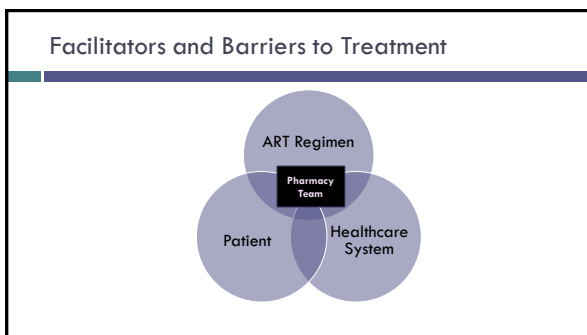 Facilitators and Barriers to Treatment
ART Regimen
Pharmacy
Team
Patient
Healthcare
System